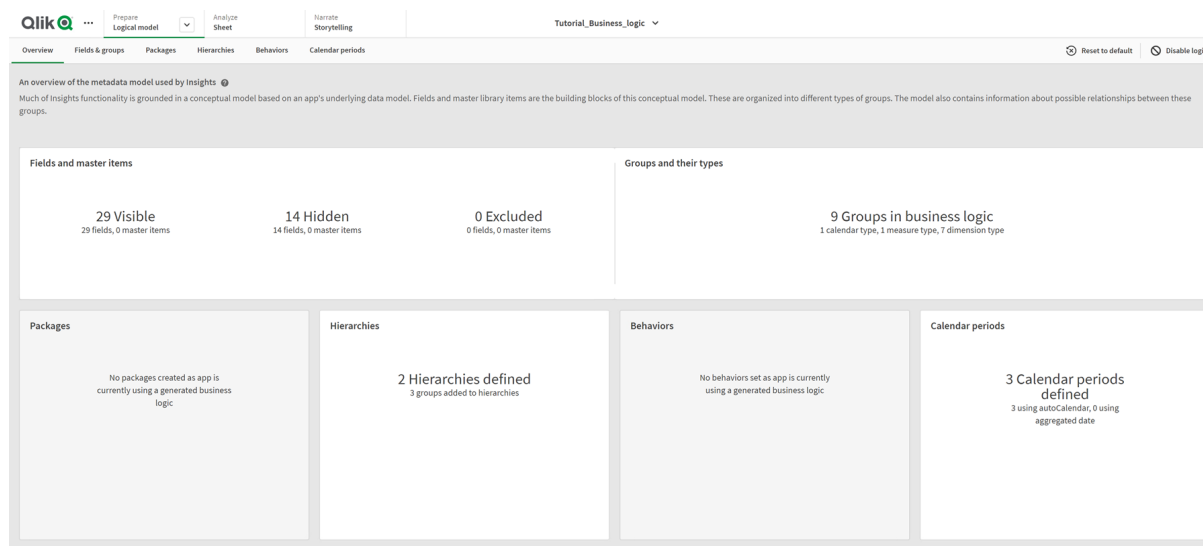 Qlik
Prepare
Logical model
Analyze
Sheet
Narrate
Storytelling
Tutorial_Business_logic
Overview
Fields & groups
Packages
Hierarchies
Behaviors
Calendar periods
Reset to default
Disable logi
An overview of the metadata model used by Insights
Much of Insights functionality is grounded in a conceptual model based on an app's underlying data model. Fields and master library items are the building blocks of this conceptual model. These are organized into different types of groups. The model also contains information about possible relationships between these
groups.
Fields and master items
29 Visible
29 fields, 0 master items
14 Hidden
14 fields, 0 master items
0 Excluded
0 fields, 0 master items
Groups and their types
9 Groups in business logic
1 calendar type, 1 measure type, 7 dimension type
Packages
No packages created as app is
currently using a generated business
logic
Hierarchies
2 Hierarchies defined
3 groups added to hierarchies
Behaviors
No behaviors set as app is currently
using a generated business logic
Calendar periods
3 Calendar periods
defined
3 using autoCalendar, 0 using
aggregated date